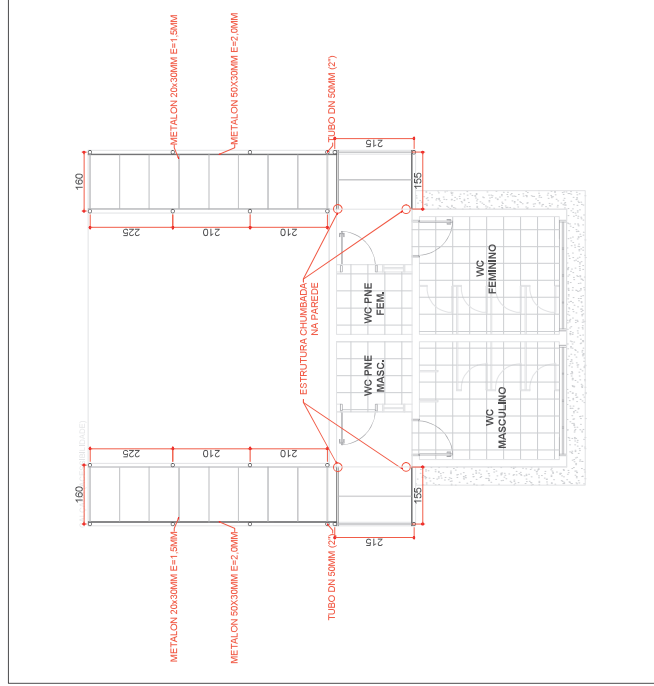 METALON 20x30MM E=1,5MM
METALON 50X30MM E=2,0MM
TUBO DN 50MM (2")
160
215
155
225
210
210
ESTRUTURA CHUMBADA
NA PAREDE
WC PNE
FEM.
WC
FEMININO
WC PNE
MASC.
WC
MASCULINO
225
210
210
160
215
155
METALON 20x30MM E=1,5MM
METALON 50X30MM E=2,0MM
TUBO DN 50MM (2")